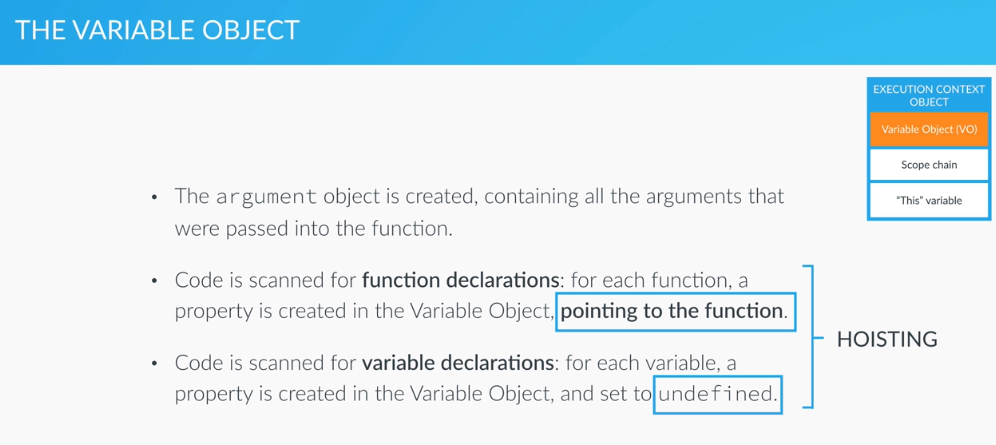 THE VARIABLE OBJECT
EXECUTION CONTEXT
OBJECT
Variable Object (VO)
Scope chain
"This" variable
• The argument object is created, containing all the arguments that
were passed into the function.
• Code is scanned for function declarations: for each function, a
property is created in the Variable Object, pointing to the function.
• Code is scanned for variable declarations: for each variable, a
property is created in the Variable Object, and set to undefined.
HOISTING